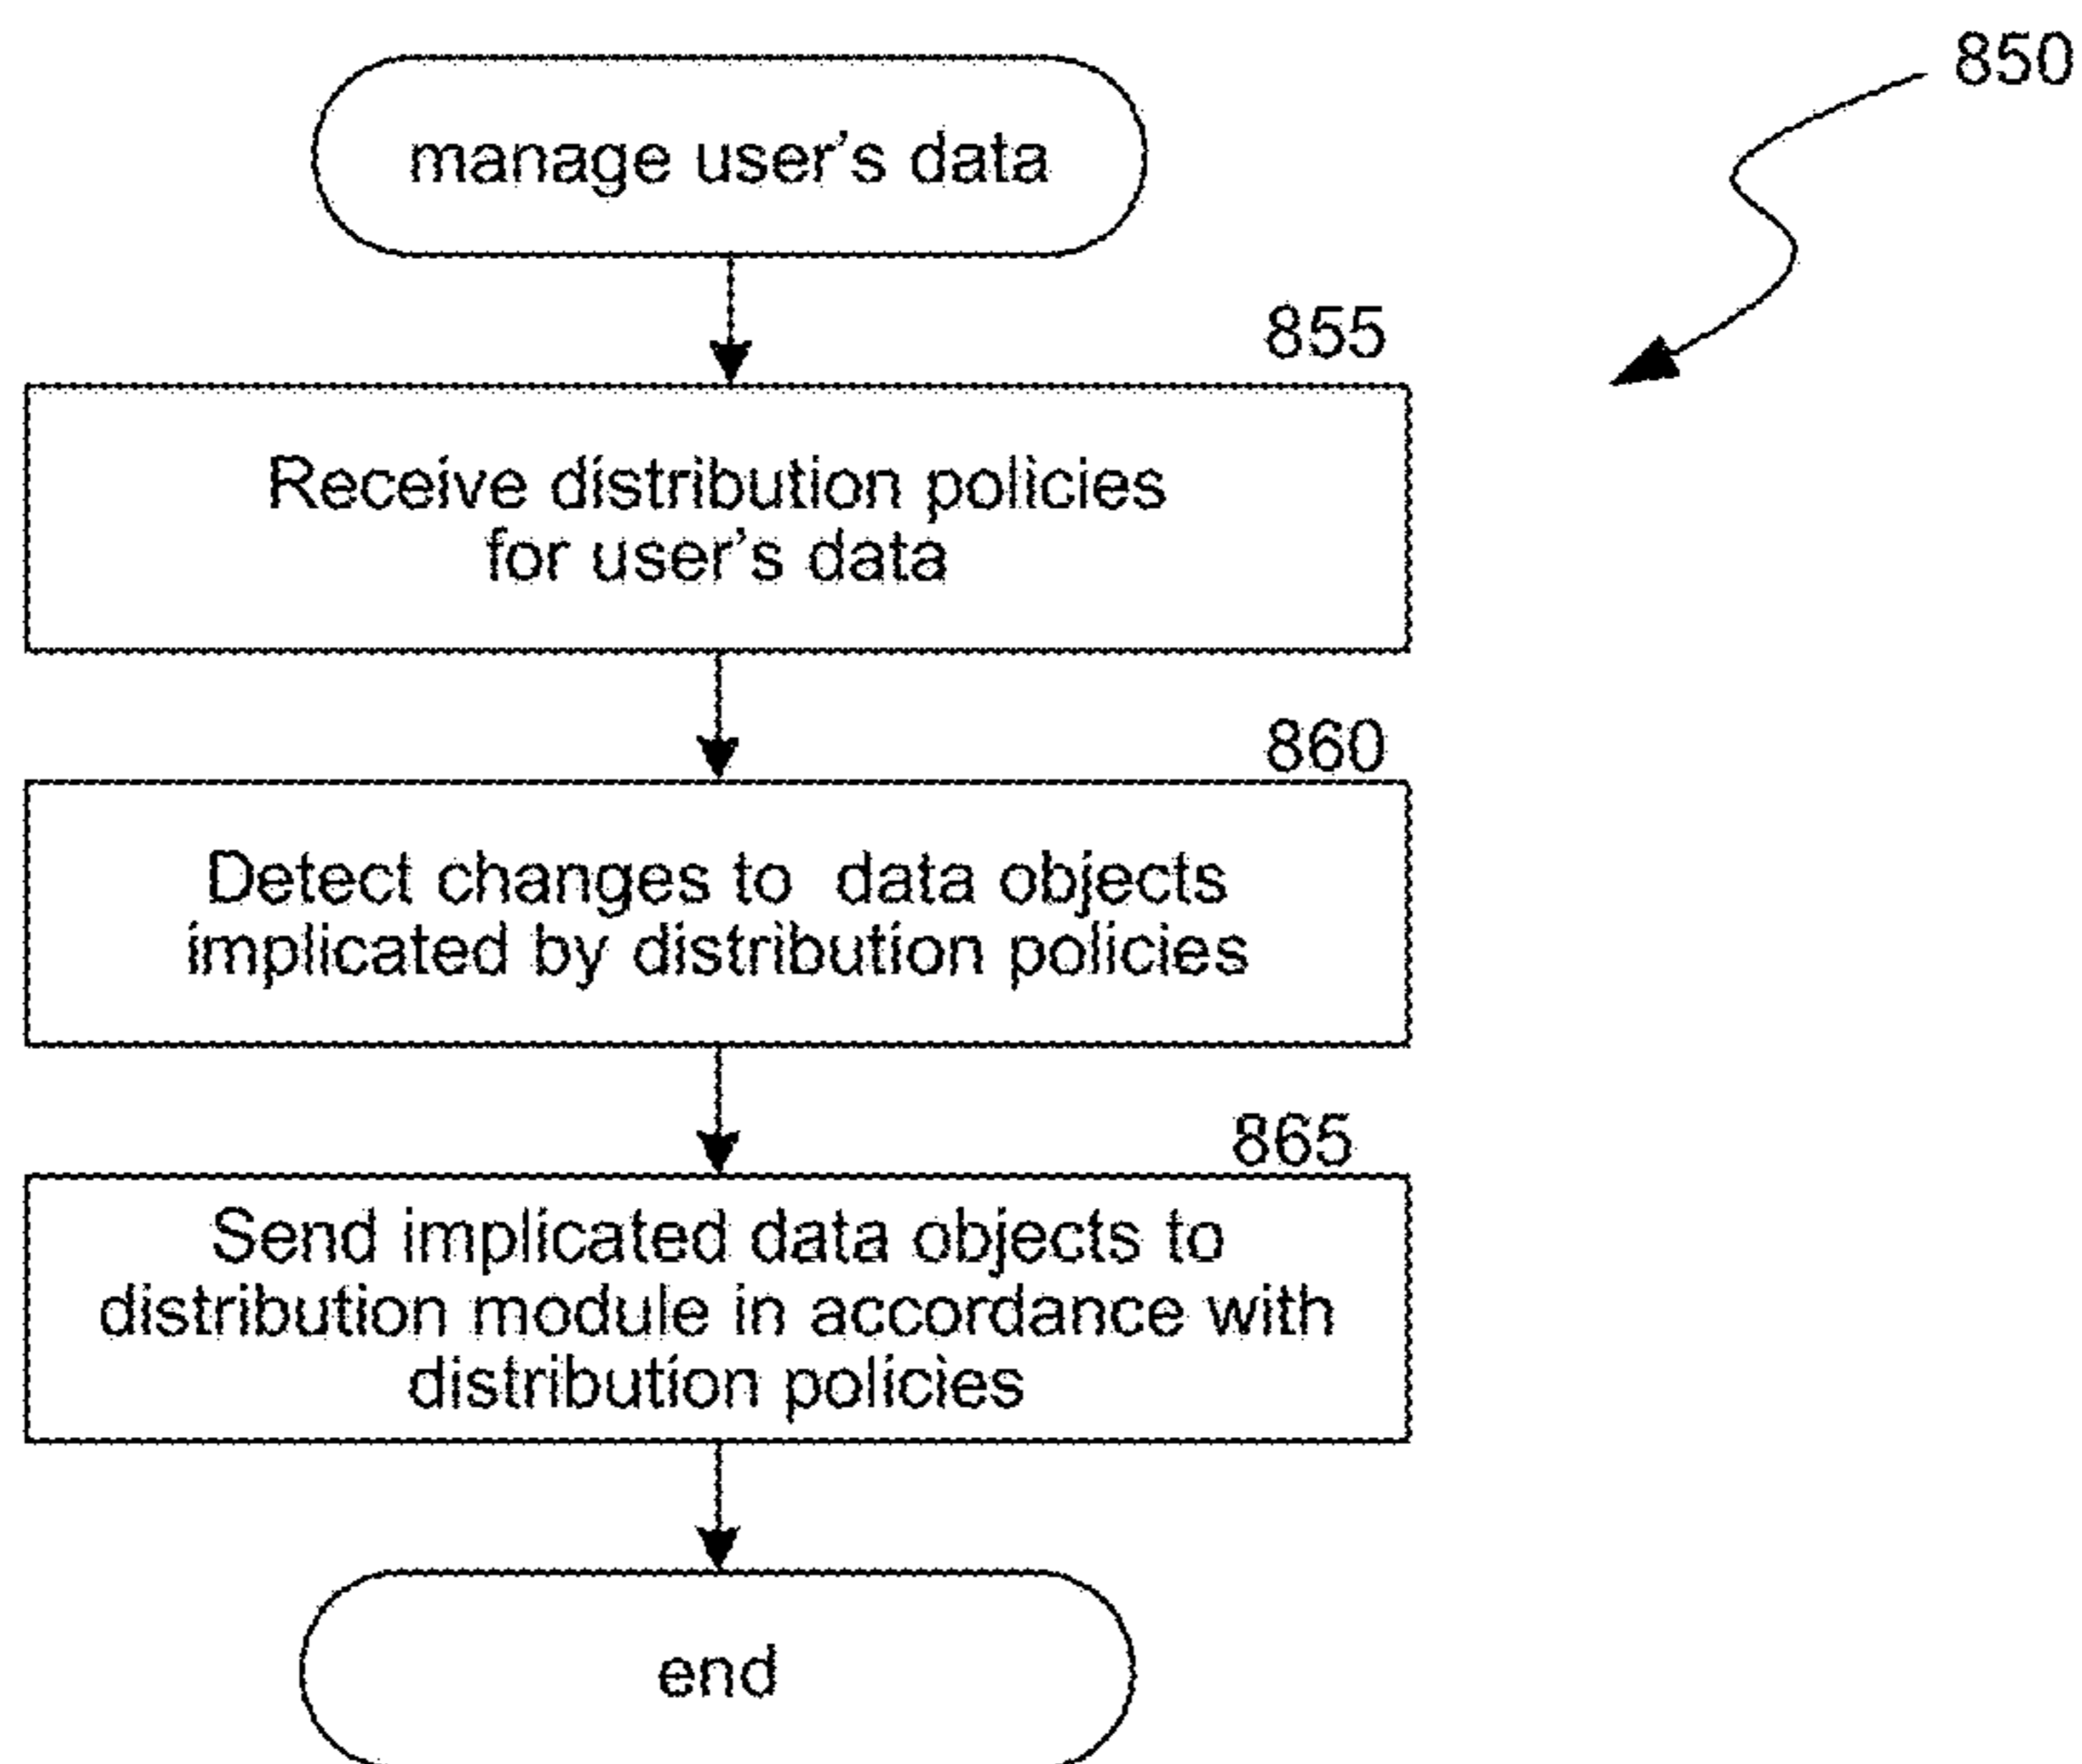 850
manage user's data
855
Receive distribution policies
for user's data
860
Detect changes to data objects
implicated by distribution policies
865
Send implicated data objects to
distribution module in accordance with
distribution policies
end